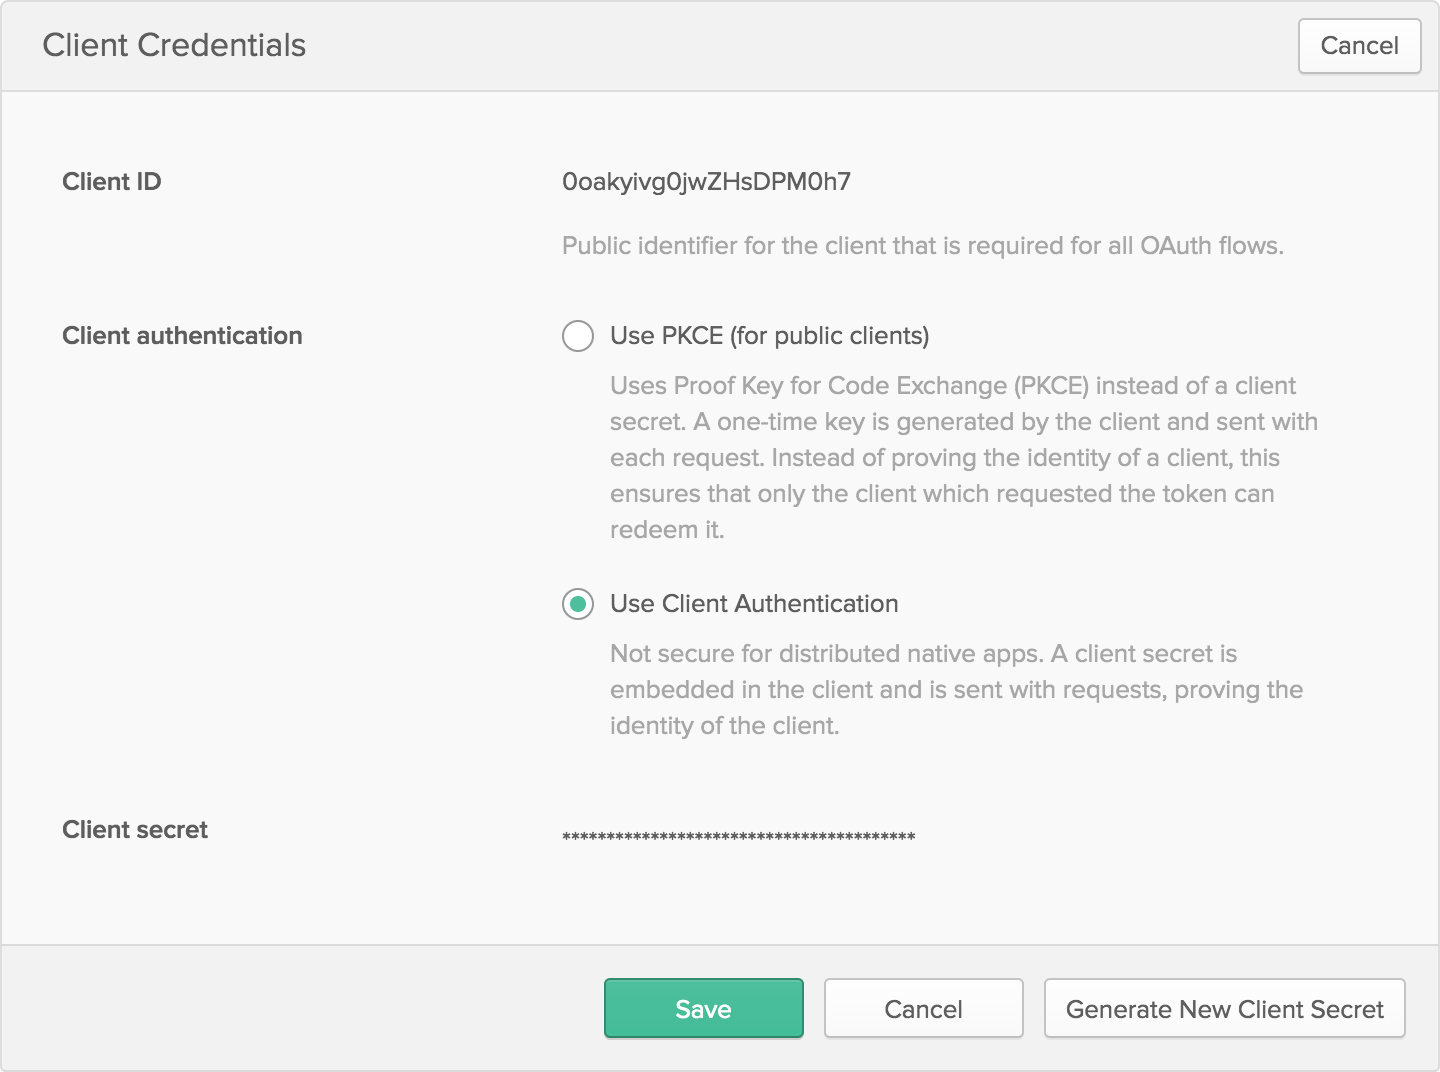 Client Credentials
Cancel
Client ID
0oakyivg0jwZHsDPM0h7
Public identifier for the client that is required for all OAuth flows.
Client authentication
Use PKCE (for public clients)
Uses Proof Key for Code Exchange (PKCE) instead of a client
secret. A one-time key is generated by the client and sent with
each request. Instead of proving the identity of a client, this
ensures that only the client which requested the token can
redeem it.
Use Client Authentication
Not secure for distributed native apps. A client secret is
embedded in the client and is sent with requests, proving the
identity of the client.
Client secret
****************************************
Save
Cancel
Generate New Client Secret